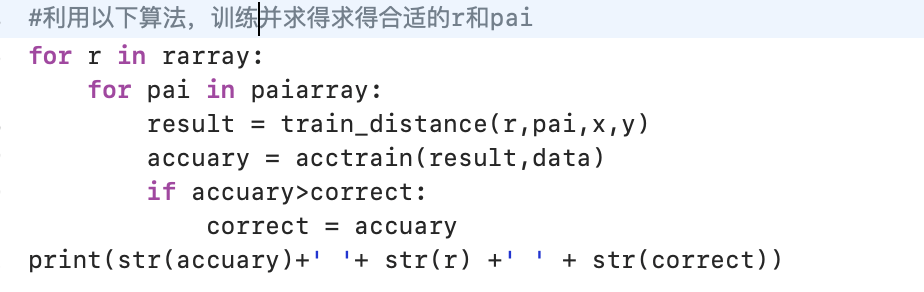 #利用以下算法，训练并求得求得合适的r和pai
for r in rarray:
    for pai in paiarray:
        result = train_distance(r,pai,x,y)
        accuary = acctrain(result,data)
        if accuary>correct:
            correct = accuary
print(str(accuary)+' '+ str(r) +' ' + str(correct))